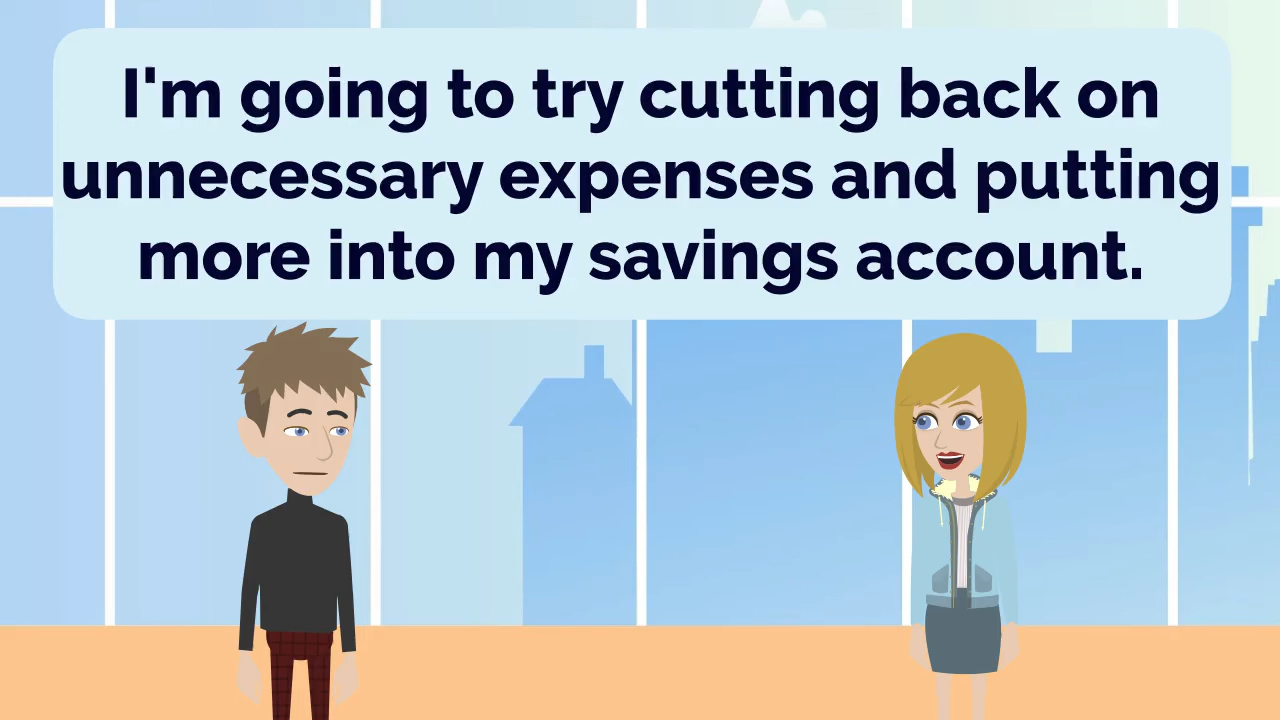 I'm going to try cutting back on
unnecessary expenses and putting
more into my savings account.